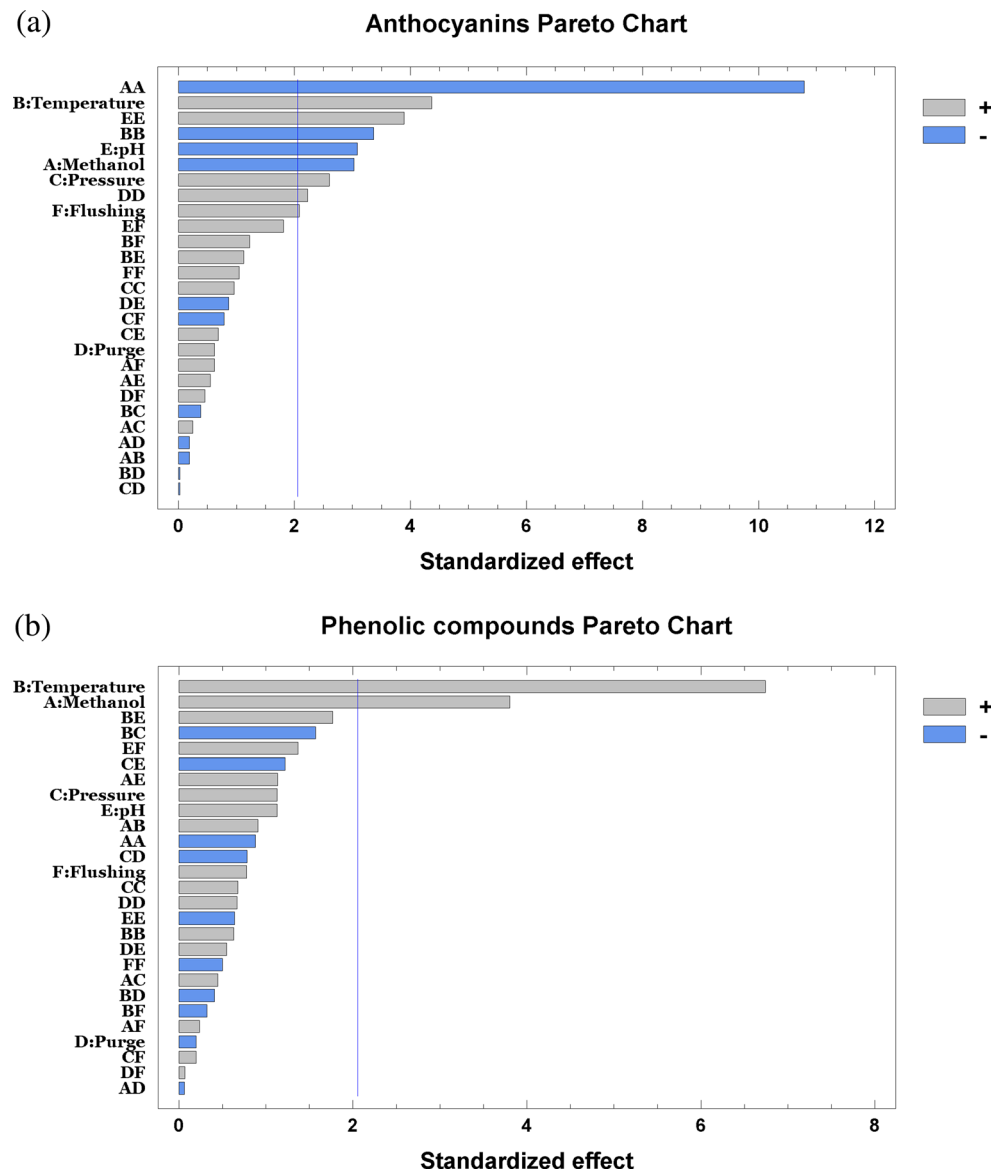 (a)
Anthocyanins Pareto Chart
AA
B:Temperature
EE
BB
E:pH
A:Methanol
C:Pressure
DD
F:Flushing
EF
BF
BE
FF
CC
DE
CF
CE
D:Purge
AF
AE
DF
BC
AC
AD
AB
BD
CD
+
-
0 2 4 6 8 10 12
Standardized effect
(b)
Phenolic compounds Pareto Chart
B:Temperature
A:Methanol
BE
BC
EF
CE
AE
C:Pressure
E:pH
AB
AA
CD
F:Flushing
CC
DD
EE
BB
DE
FF
AC
BD
BF
AF
D:Purge
CF
DF
AD
+
-
0 2 4 6 8
Standardized effect